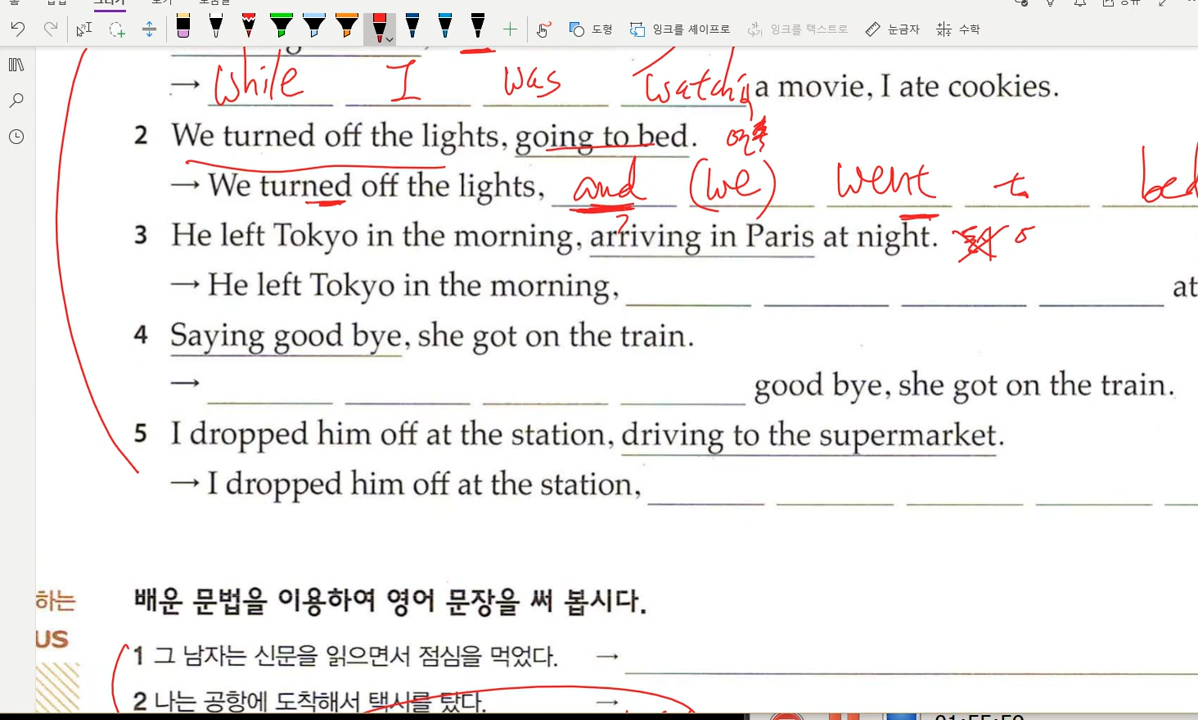 도형 잉크를 셰이프로 잉크를 텍스트로 눈금자 수학
→ while I was watching a movie, I ate cookies.
2 We turned off the lights, going to bed.
→ We turned off the lights, and (we) went to bed
3 He left Tokyo in the morning, arriving in Paris at night.
→ He left Tokyo in the morning, at
4 Saying good bye, she got on the train.
→ good bye, she got on the train.
5 I dropped him off at the station, driving to the supermarket.
→ I dropped him off at the station,
하는 배운 문법을 이용하여 영어 문장을 써 봅시다.
US
1 그 남자는 신문을 읽으면서 점심을 먹었다. →
2 나는 공항에 도착해서 택시를 탔다. →